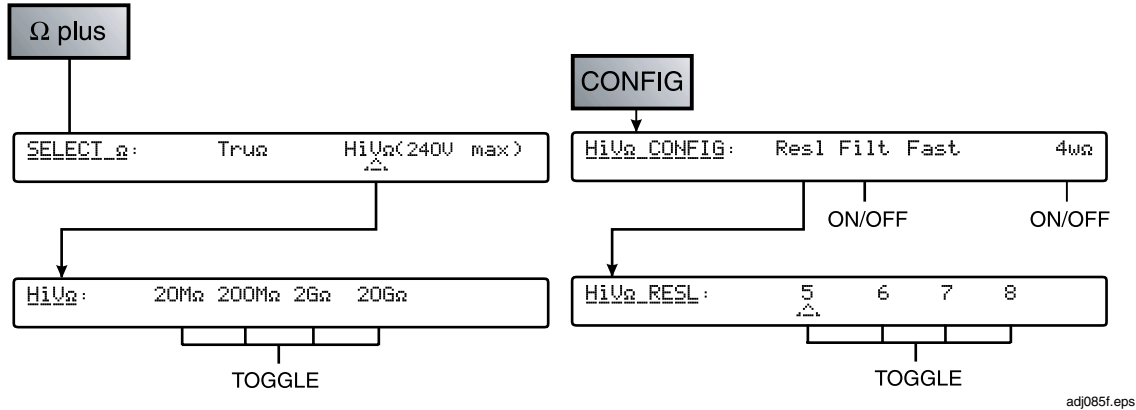 Ω plus
SELECT Ω: TruΩ HiVΩ(240V max)
HiVΩ: 20MΩ 200MΩ 2GΩ 20GΩ
TOGGLE
CONFIG
HiVΩ CONFIG: Resl Filt Fast 4wΩ
ON/OFF ON/OFF
HiVΩ RESL: 5 6 7 8
TOGGLE
adj085f.eps